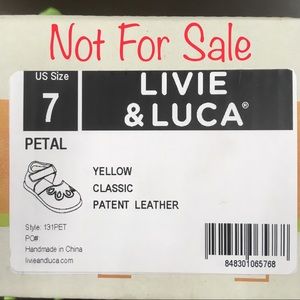 Not For Sale
US Size
7
LIVIE
& LUCA®
PETAL
YELLOW
CLASSIC
PATENT LEATHER
Style: 131PET
PO#
Handmade in China
livieandluca.com
848301065768